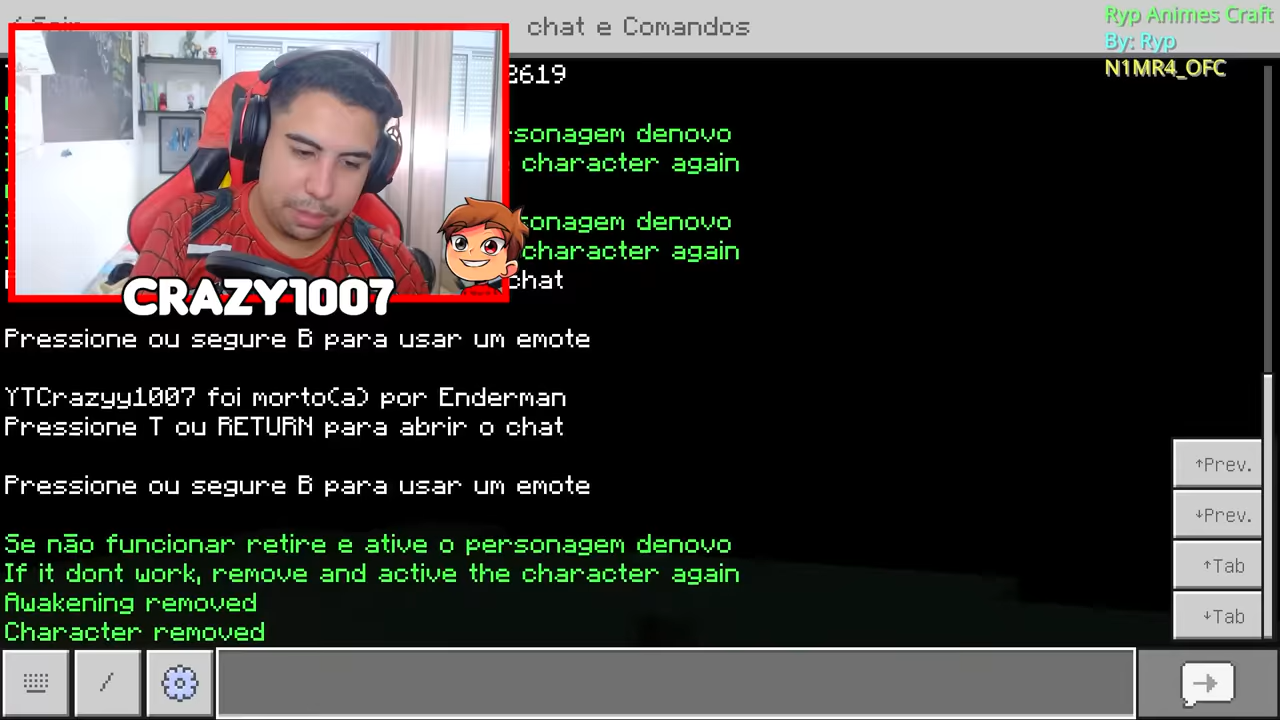 chat e Comandos
Ryp Animes Craft
By: Ryp
N1MR4_OFC
2619
personagem denovo
character again
personagem denovo
character again
chat
CRAZY1007
Pressione ou segure B para usar um emote
YTCrazyy1007 foi morto(a) por Enderman
Pressione T ou RETURN para abrir o chat
Pressione ou segure B para usar um emote
Se não funcionar retire e ative o personagem denovo
If it dont work, remove and active the character again
Awakening removed
Character removed
↑Prev.
↓Prev.
↑Tab
↓Tab
/